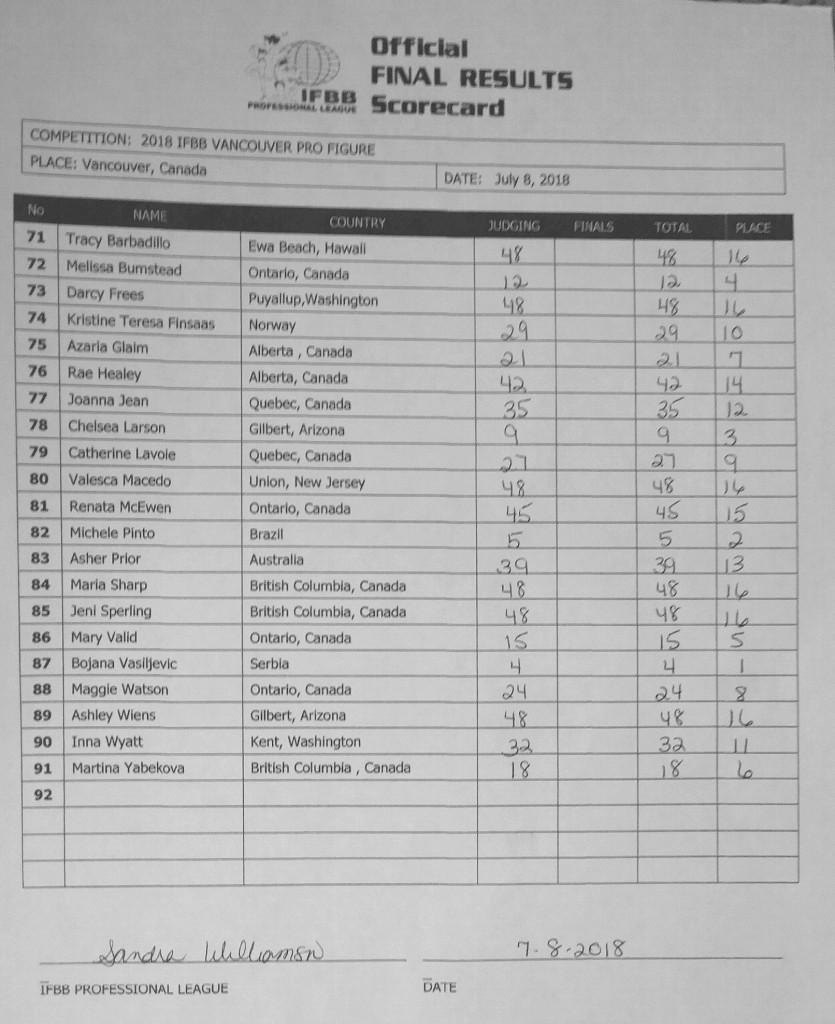 Official
FINAL RESULTS
Scorecard
IFBB
PROFESSIONAL LEAGUE
COMPETITION: 2018 IFBB VANCOUVER PRO FIGURE
PLACE: Vancouver, Canada DATE: July 8, 2018
No NAME COUNTRY JUDGING FINALS TOTAL PLACE
71 Tracy Barbadillo Ewa Beach, Hawaii 48 48 16
72 Melissa Bumstead Ontario, Canada 12 12 4
73 Darcy Frees Puyallup,Washington 48 48 16
74 Kristine Teresa Finsaas Norway 29 29 10
75 Azaria Glaim Alberta , Canada 21 21 7
76 Rae Healey Alberta, Canada 42 42 14
77 Joanna Jean Quebec, Canada 35 35 12
78 Chelsea Larson Gilbert, Arizona 9 9 3
79 Catherine Lavoie Quebec, Canada 27 27 9
80 Valesca Macedo Union, New Jersey 48 48 16
81 Renata McEwen Ontario, Canada 45 45 15
82 Michele Pinto Brazil 5 5 2
83 Asher Prior Australia 39 39 13
84 Maria Sharp British Columbia, Canada 48 48 16
85 Jeni Sperling British Columbia, Canada 48 48 16
86 Mary Valid Ontario, Canada 15 15 5
87 Bojana Vasiljevic Serbia 4 4 1
88 Maggie Watson Ontario, Canada 24 24 8
89 Ashley Wiens Gilbert, Arizona 48 48 16
90 Inna Wyatt Kent, Washington 32 32 11
91 Martina Yabekova British Columbia , Canada 18 18 6
92
Sandra Williamson 7-8-2018
IFBB PROFESSIONAL LEAGUE DATE